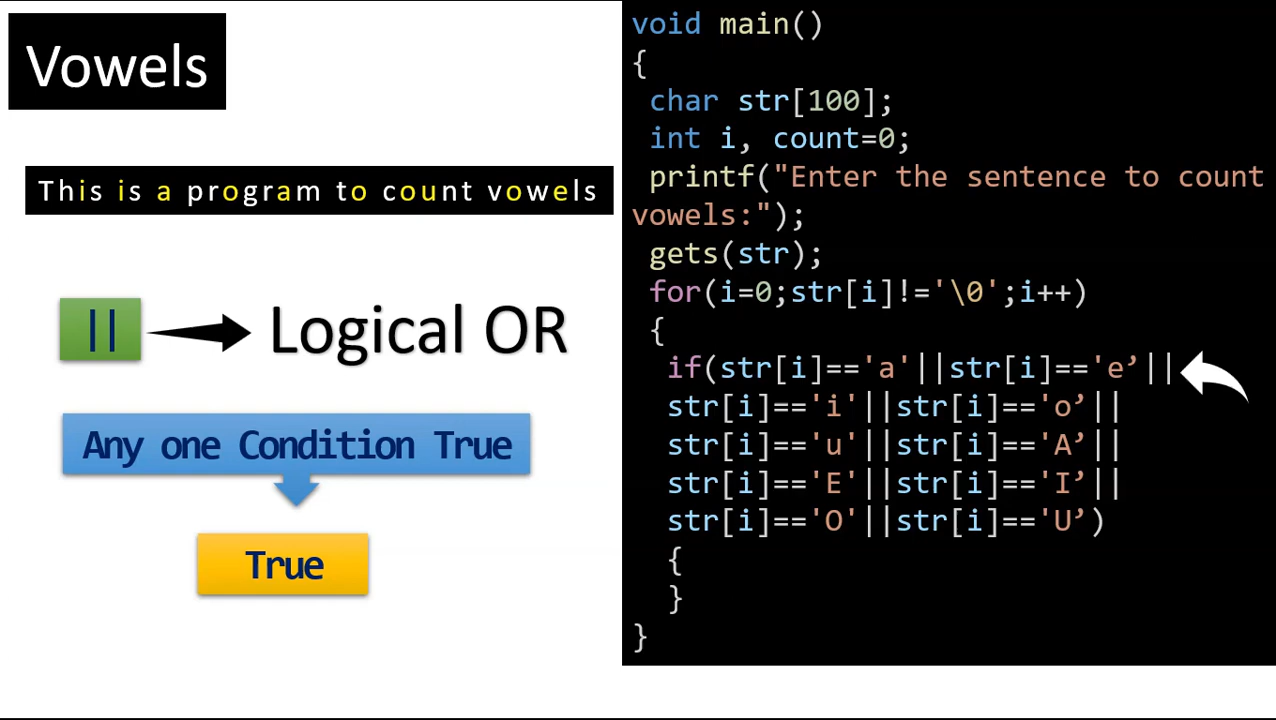 Vowels
This is a program to count vowels
|| Logical OR
Any one Condition True
True
void main()
{
char str[100];
int i, count=0;
printf("Enter the sentence to count
vowels:");
gets(str);
for(i=0;str[i]!='\0';i++)
{
if(str[i]=='a'||str[i]=='e’||
str[i]=='i'||str[i]=='o’||
str[i]=='u'||str[i]=='A’||
str[i]=='E'||str[i]=='I’||
str[i]=='O'||str[i]=='U’)
{
}
}